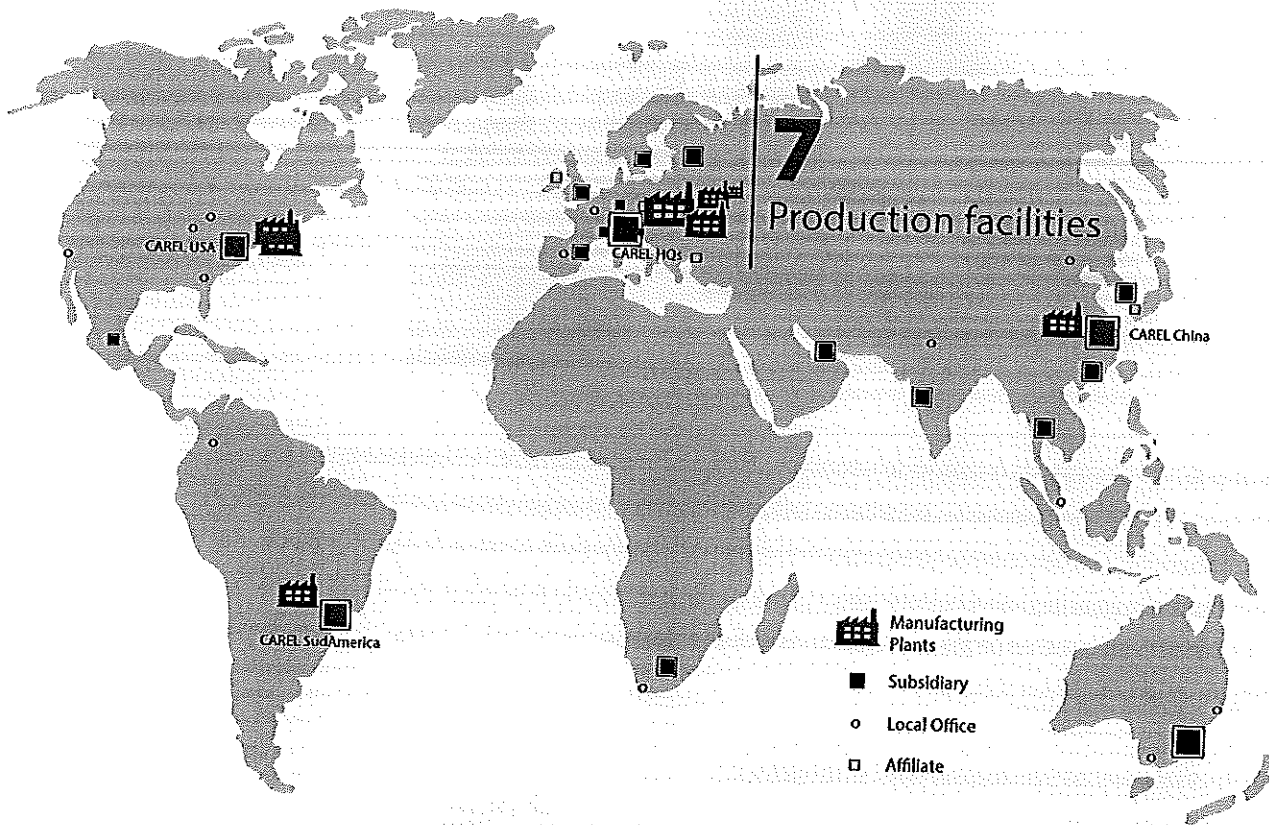 7
Production facilities
CAREL USA
CAREL HQs
CAREL China
CAREL SudAmerica
Manufacturing
Plants
Subsidiary
Local Office
Affiliate